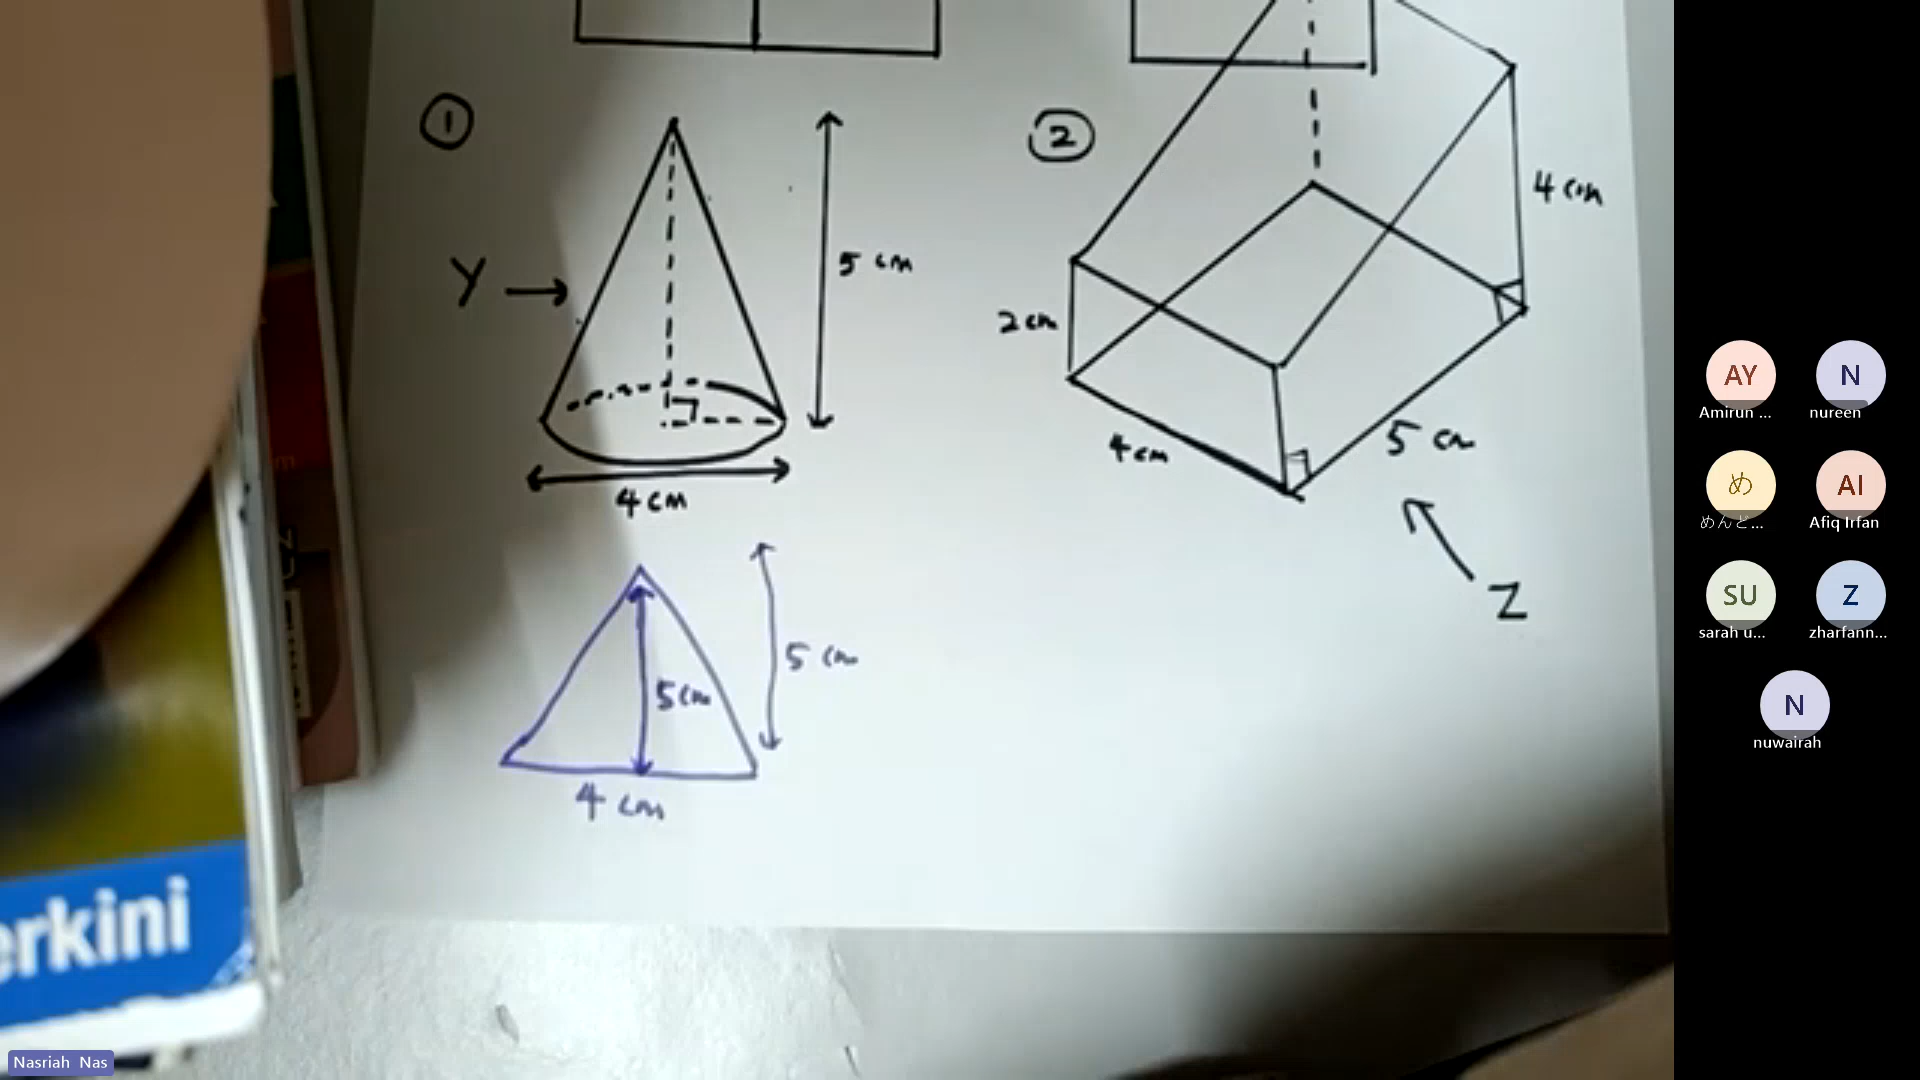 ①
Y
5 cm
4 cm
5 cm
5 cm
4 cm
②
4 cm
2 cm
4 cm
5 cm
Z
erkini
AY
Amirun ...
N
nureen
め
めんど...
AI
Afiq Irfan
SU
sarah u...
Z
zharfann...
N
nuwairah
Nasriah Nas